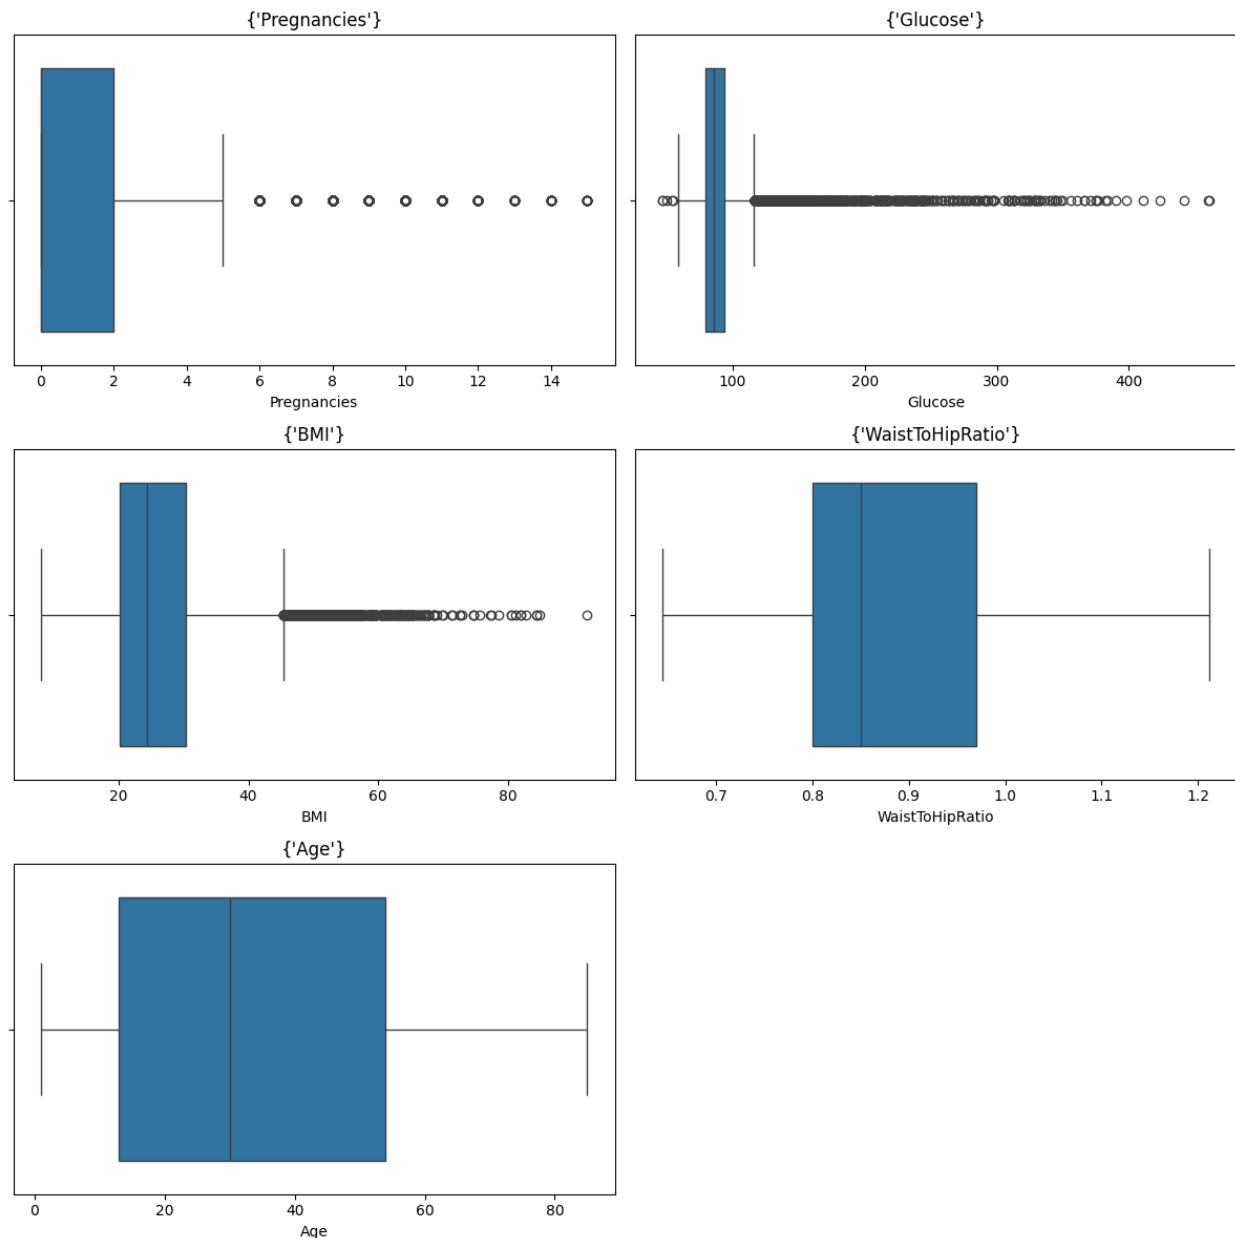 {'Pregnancies'}
0 2 4 6 8 10 12 14
Pregnancies
{'Glucose'}
100 200 300 400
Glucose
{'BMI'}
20 40 60 80
BMI
{'WaistToHipRatio'}
0.7 0.8 0.9 1.0 1.1 1.2
WaistToHipRatio
{'Age'}
0 20 40 60 80
Age